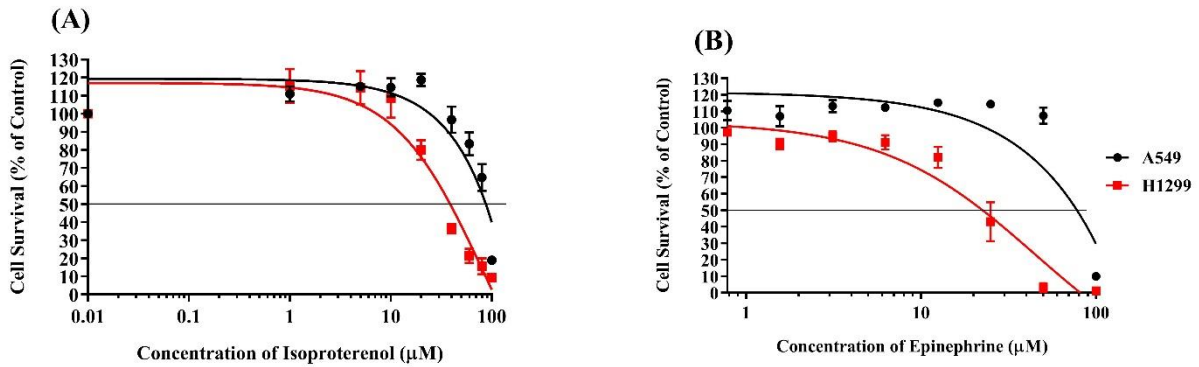 (A)
Cell Survival (% of Control)
130
120
110
100
90
80
70
60
50
40
30
20
10
0
0.01 0.1 1 10 100
Concentration of Isoproterenol (µM)
(B)
Cell Survival (% of Control)
130
120
110
100
90
80
70
60
50
40
30
20
10
0
1 10 100
Concentration of Epinephrine (µM)
A549
H1299